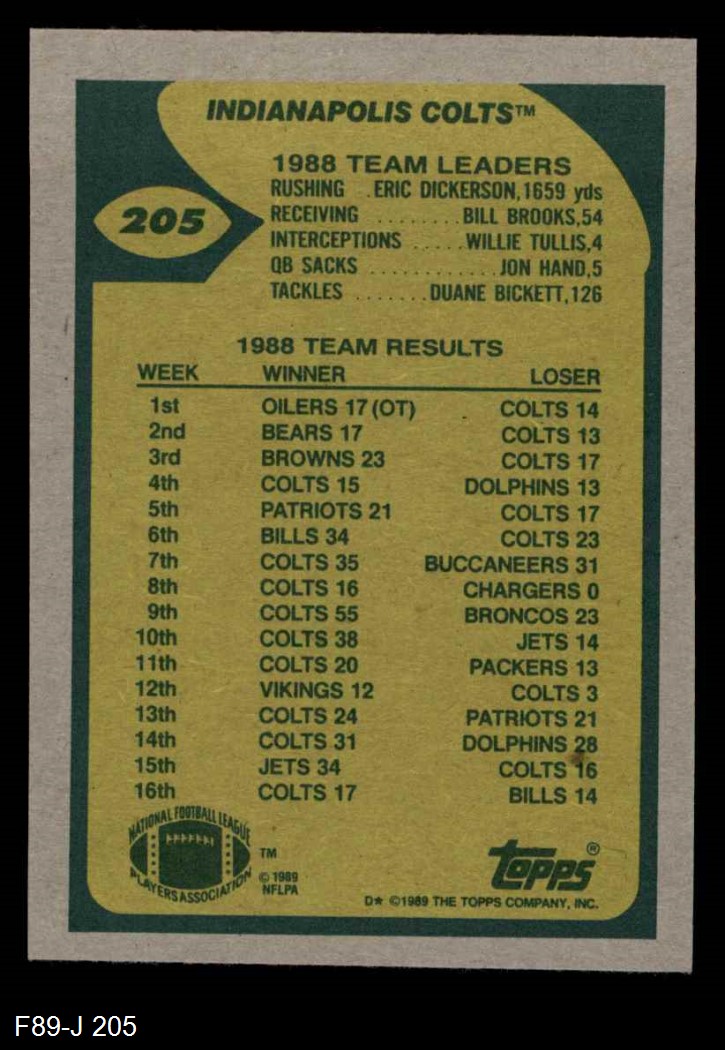 INDIANAPOLIS COLTS™
1988 TEAM LEADERS
RUSHING . ERIC DICKERSON, 1659 yds
205
RECEIVING ........ BILL BROOKS, 54
INTERCEPTIONS ..... WILLIE TULLIS, 4
QB SACKS ............ JON HAND, 5
TACKLES ....... DUANE BICKETT, 126
1988 TEAM RESULTS
WEEK WINNER LOSER
1st OILERS 17 (OT) COLTS 14
2nd BEARS 17 COLTS 13
3rd BROWNS 23 COLTS 17
4th COLTS 15 DOLPHINS 13
5th PATRIOTS 21 COLTS 17
6th BILLS 34 COLTS 23
7th COLTS 35 BUCCANEERS 31
8th COLTS 16 CHARGERS 0
9th COLTS 55 BRONCOS 23
10th COLTS 38 JETS 14
11th COLTS 20 PACKERS 13
12th VIKINGS 12 COLTS 3
13th COLTS 24 PATRIOTS 21
14th COLTS 31 DOLPHINS 28
15th JETS 34 COLTS 16
16th COLTS 17 BILLS 14
NATIONAL FOOTBALL LEAGUE
PLAYERS ASSOCIATION
TM
© 1989
NFLPA
topps®
D* ©1989 THE TOPPS COMPANY, INC.
F89-J 205